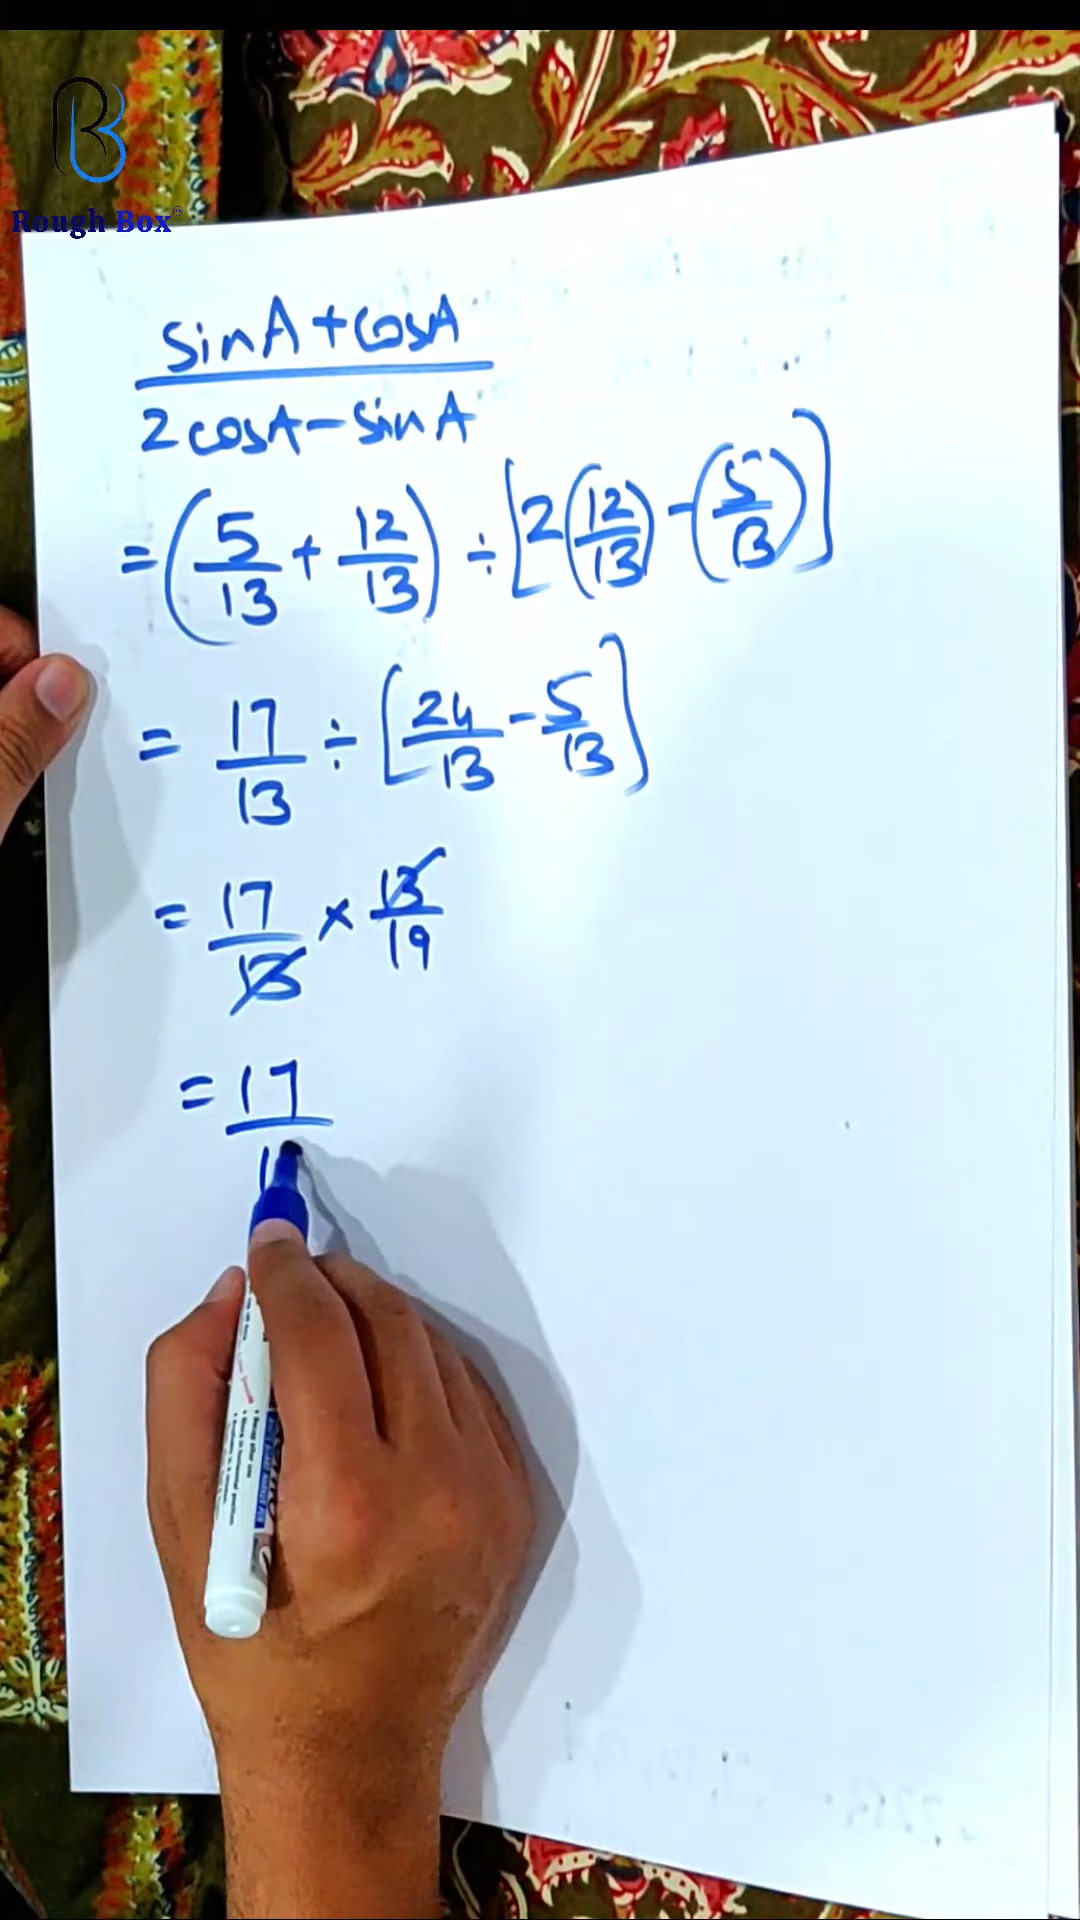 Rough Box
sinA + cosA
2cosA - sinA
= (5/13 + 12/13) ÷ [2(12/13) - (5/13)]
= 17/13 ÷ [24/13 - 5/13]
= 17/13 × 13/19
= 17/1